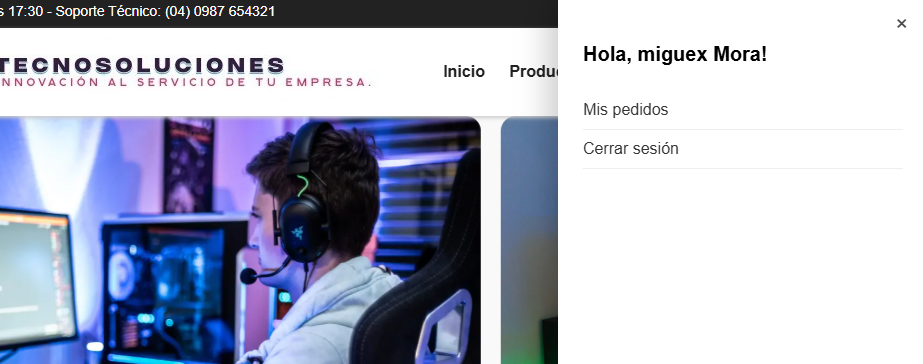 s 17:30 - Soporte Técnico: (04) 0987 654321
TECNOSOLUCIONES
INNOVACIÓN AL SERVICIO DE TU EMPRESA.
Inicio
Produc
×
Hola, miguex Mora!
Mis pedidos
Cerrar sesión